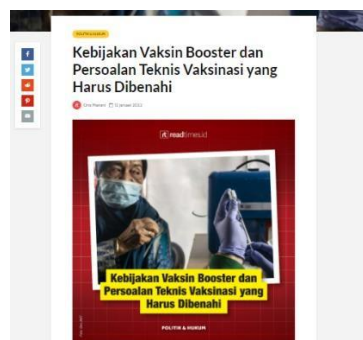 Kebijakan Vaksin Booster dan
Persoalan Teknis Vaksinasi yang
Harus Dibenahi
readtimes.id
Kebijakan Vaksin Booster dan
Persoalan Teknis Vaksinasi yang
Harus Dibenahi
POLITIK & HUKUM